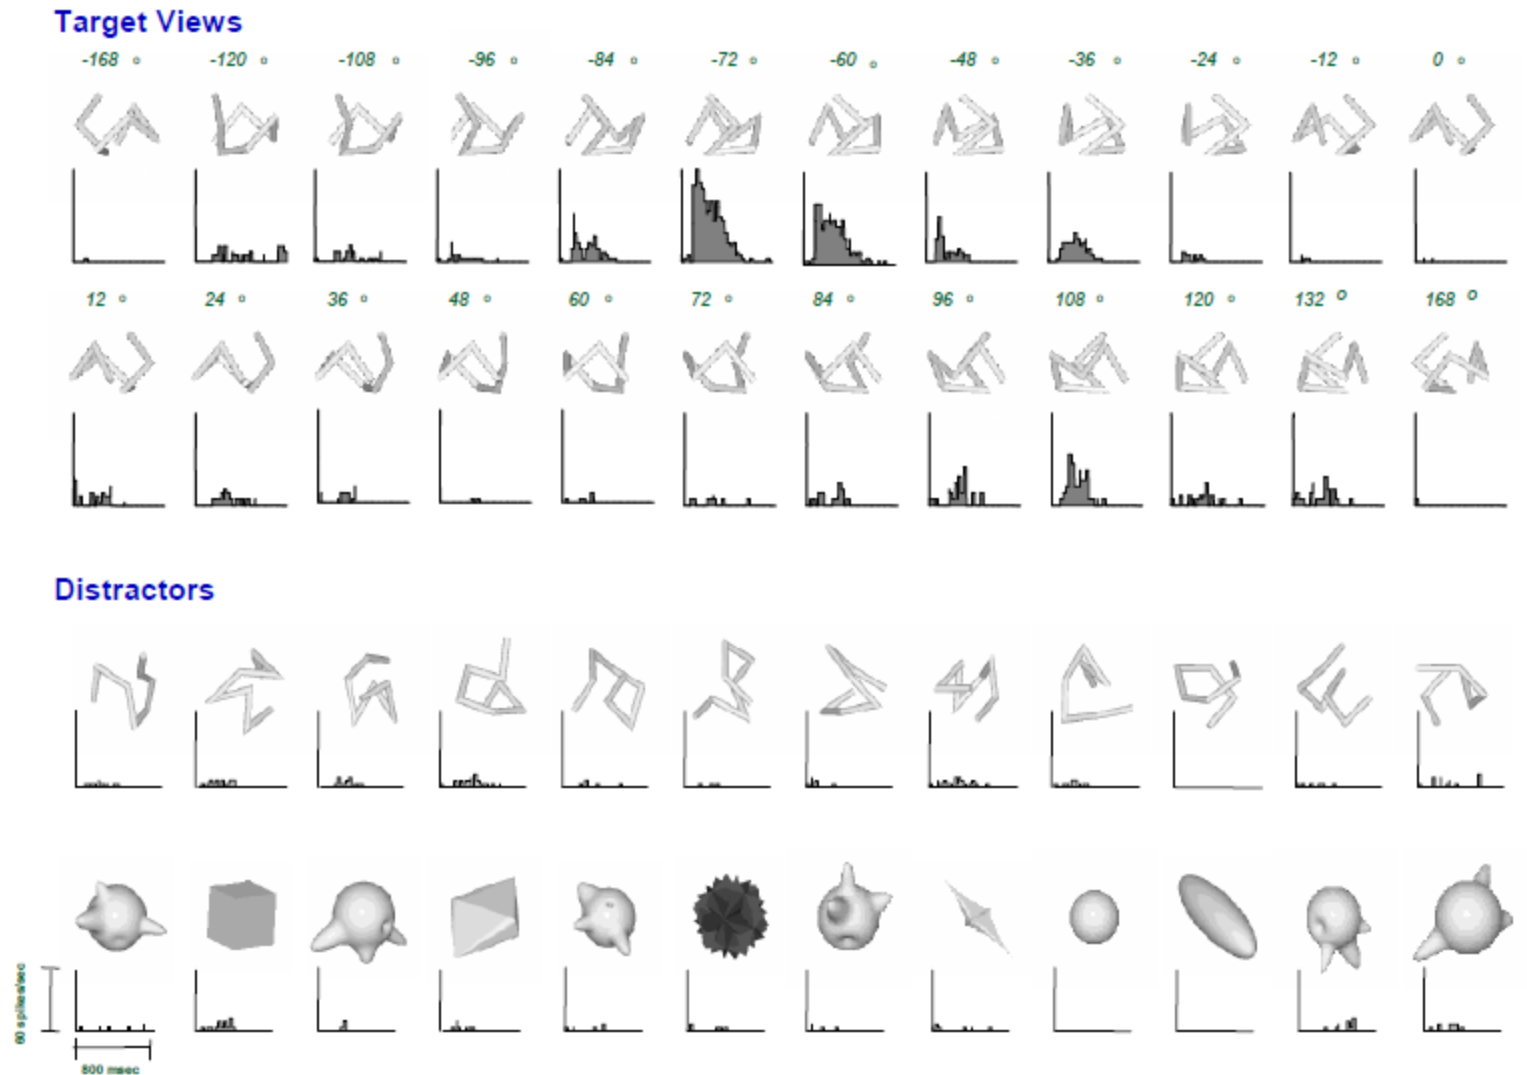 Target Views
-168 ° -120 ° -108 ° -96 ° -84 ° -72 ° -60 ° -48 ° -36 ° -24 ° -12 ° 0 °
12 ° 24 ° 36 ° 48 ° 60 ° 72 ° 84 ° 96 ° 108 ° 120 ° 132 ° 168 °
Distractors
60 spikes/sec
800 msec